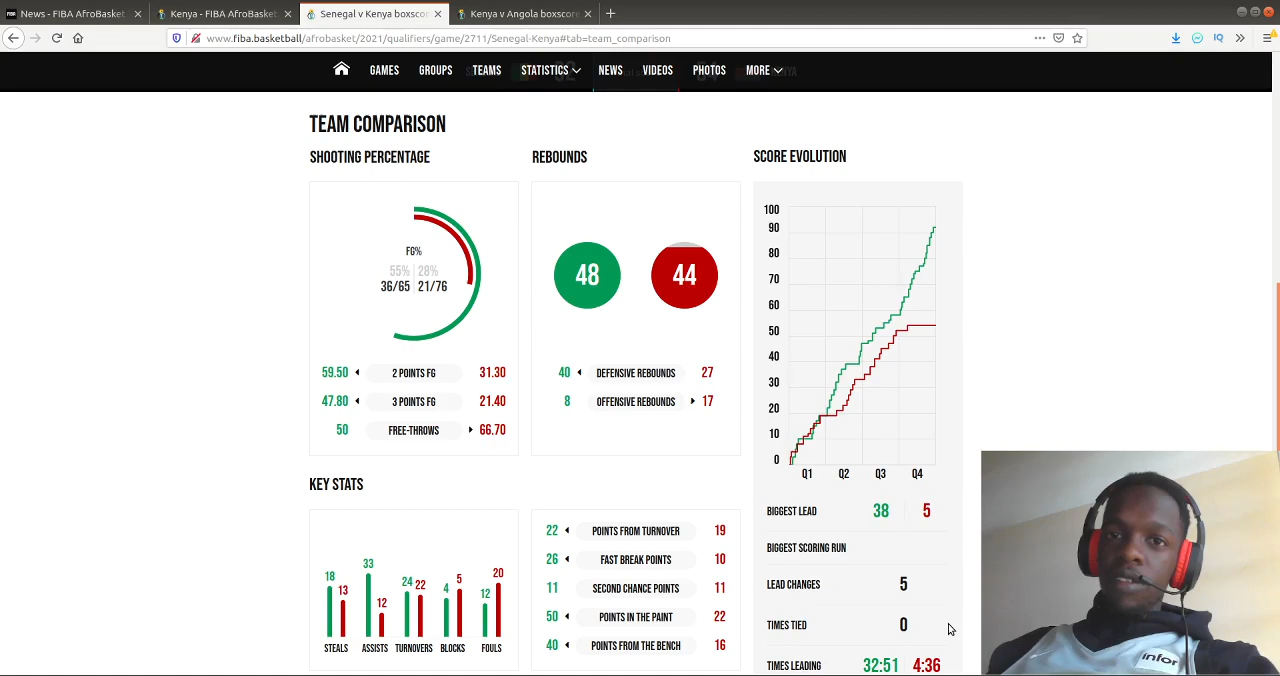 FIBA News - FIBA AfroBasket
Kenya - FIBA AfroBasket
Senegal v Kenya boxscor
Kenya v Angola boxscore
www.fiba.basketball/afrobasket/2021/qualifiers/game/2711/Senegal-Kenya#tab=team_comparison
GAMES GROUPS TEAMS STATISTICS NEWS VIDEOS PHOTOS MORE
TEAM COMPARISON
SHOOTING PERCENTAGE
FG%
55% 28%
36/65 21/76
59.50 2 POINTS FG 31.30
47.80 3 POINTS FG 21.40
50 FREE-THROWS 66.70
REBOUNDS
48 44
40 DEFENSIVE REBOUNDS 27
8 OFFENSIVE REBOUNDS 17
SCORE EVOLUTION
100
90
80
70
60
50
40
30
20
10
0
Q1 Q2 Q3 Q4
BIGGEST LEAD 38 5
BIGGEST SCORING RUN
LEAD CHANGES 5
TIMES TIED 0
TIMES LEADING 32:51 4:36
KEY STATS
18 13 33 12 24 22 4 5 12 20
STEALS ASSISTS TURNOVERS BLOCKS FOULS
22 POINTS FROM TURNOVER 19
26 FAST BREAK POINTS 10
11 SECOND CHANCE POINTS 11
50 POINTS IN THE PAINT 22
40 POINTS FROM THE BENCH 16
infor